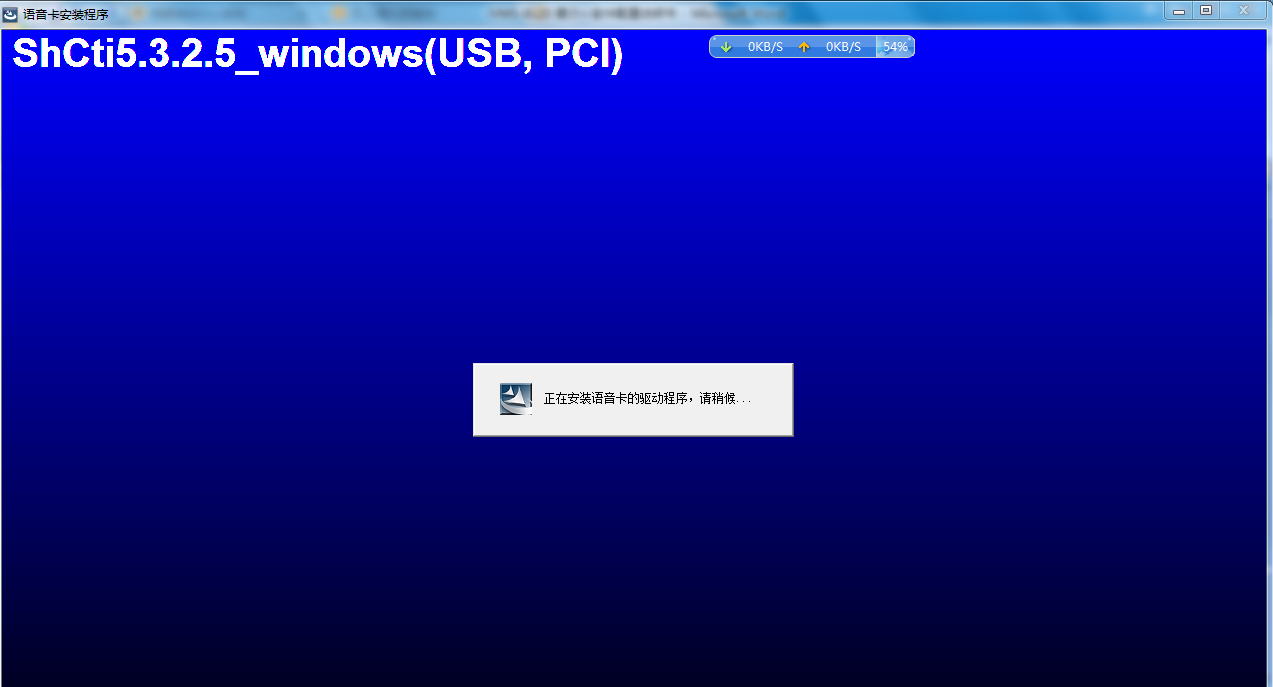 语音卡安装程序
ShCti5.3.2.5_windows(USB, PCI)
0KB/S 0KB/S 54%
正在安装语音卡的驱动程序，请稍候...